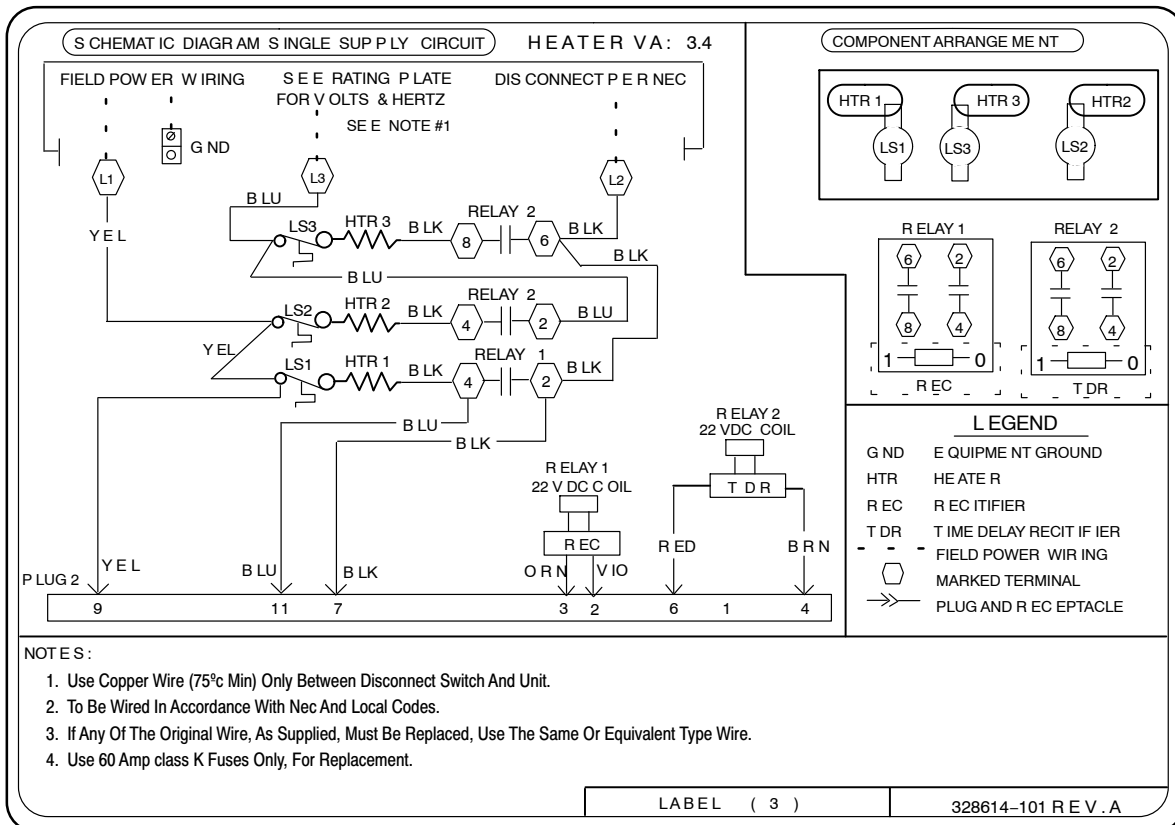 SCHEMATIC DIAGRAM SINGLE SUPPLY CIRCUIT
HEATER VA: 3.4
FIELD POWER WIRING
SEE RATING PLATE
FOR VOLTS & HERTZ
SEE NOTE #1
DISCONNECT PER NEC
GND
L1
L3
L2
BLU
YEL
LS3
HTR 3
BLK
8
RELAY 2
6
BLK
BLK
BLU
LS2
HTR 2
BLK
4
RELAY 2
2
BLU
YEL
LS1
HTR 1
BLK
4
RELAY 1
2
BLK
BLU
BLK
RELAY 1
22 VDC COIL
REC
ORN
VIO
RELAY 2
22 VDC COIL
TDR
RED
BRN
YEL
BLU
BLK
PLUG 2
9 11 7 3 2 6 1 4
COMPONENT ARRANGEMENT
HTR 1
HTR 3
HTR2
LS1
LS3
LS2
RELAY 1
6 2
8 4
1 0
REC
RELAY 2
6 2
8 4
1 0
TDR
LEGEND
GND EQUIPMENT GROUND
HTR HEATER
REC RECITIFIER
TDR TIME DELAY RECITIFIER
FIELD POWER WIRING
MARKED TERMINAL
PLUG AND RECEPTACLE
NOTES:
1. Use Copper Wire (75ºc Min) Only Between Disconnect Switch And Unit.
2. To Be Wired In Accordance With Nec And Local Codes.
3. If Any Of The Original Wire, As Supplied, Must Be Replaced, Use The Same Or Equivalent Type Wire.
4. Use 60 Amp class K Fuses Only, For Replacement.
LABEL ( 3 )
328614–101 REV.A